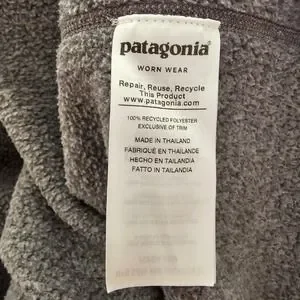 patagonia®
WORN WEAR
Repair, Reuse, Recycle
This Product
www.patagonia.com
100% RECYCLED POLYESTER
EXCLUSIVE OF TRIM
MADE IN THAILAND
FABRIQUÉ EN THAILANDE
HECHO EN TAILANDIA
FATTO IN TAILANDIA